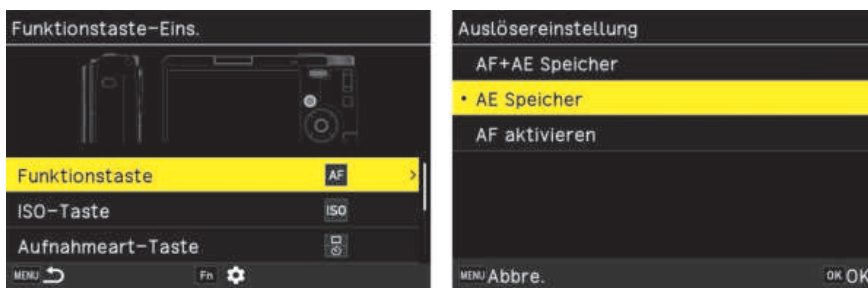 Funktionstaste-Eins.
Funktionstaste AF >
ISO-Taste ISO
Aufnahmeart-Taste
MENU Fn
Auslösereinstellung
AF+AE Speicher
• AE Speicher
AF aktivieren
MENU Abbre. OK OK